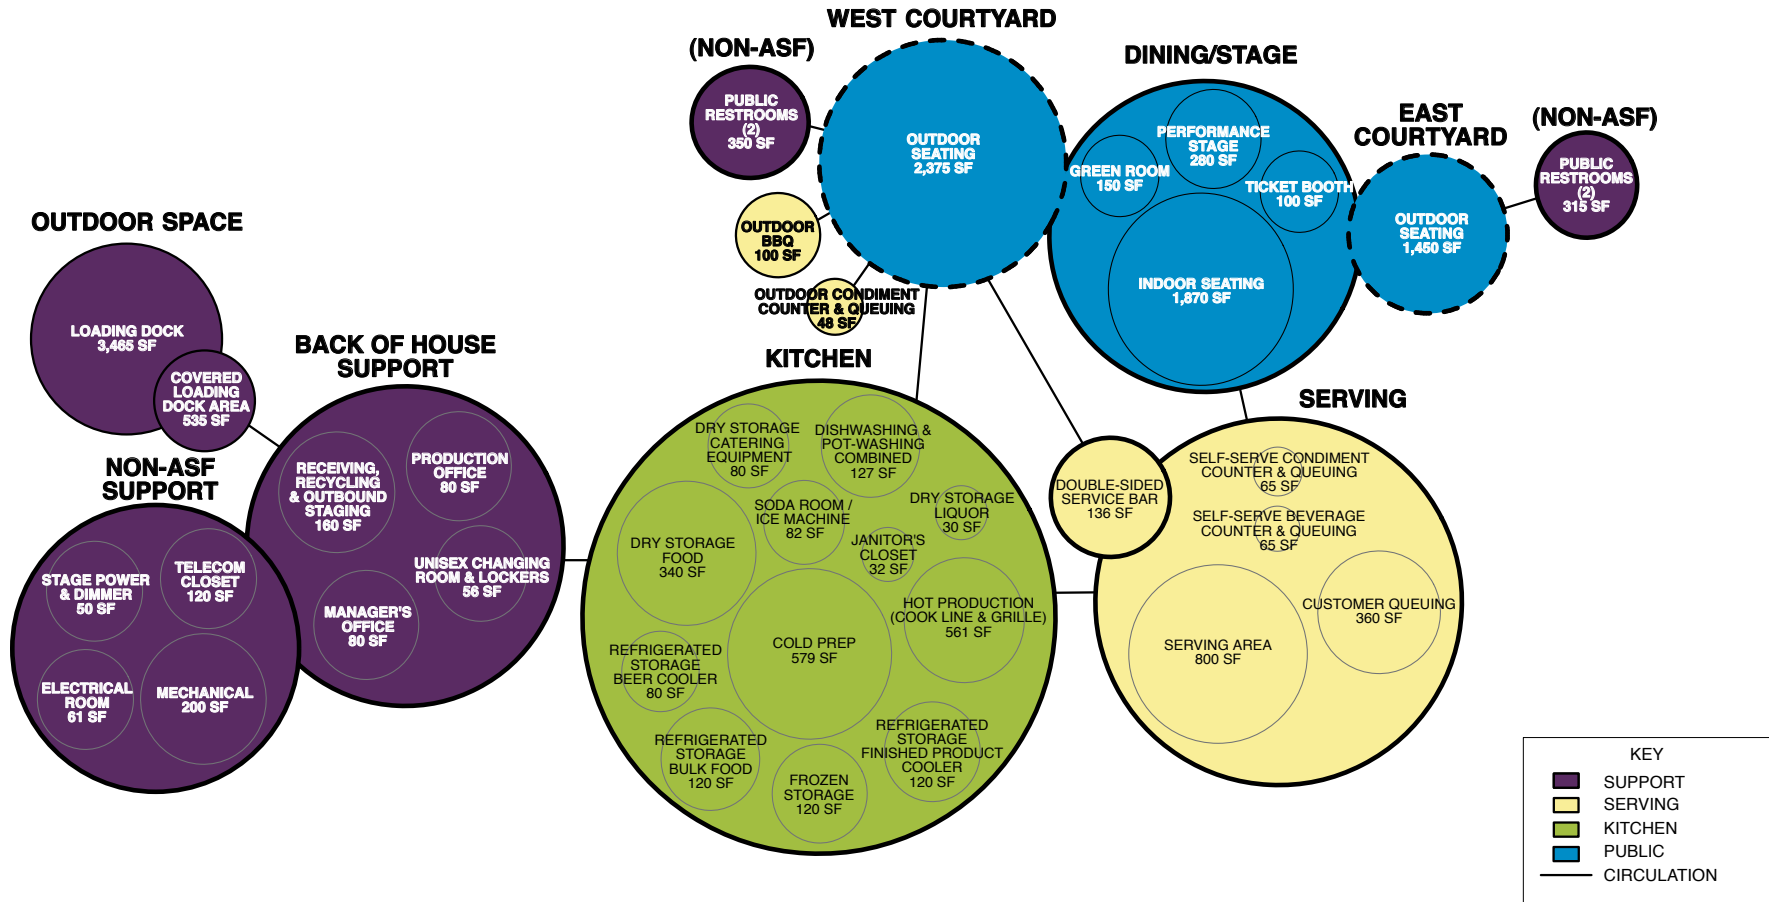 WEST COURTYARD
(NON-ASF)
PUBLIC
RESTROOMS
(2)
350 SF
OUTDOOR
SEATING
2,375 SF
OUTDOOR
BBQ
100 SF
OUTDOOR CONDIMENT
COUNTER & QUEUING
48 SF
DINING/STAGE
PERFORMANCE
STAGE
280 SF
GREEN ROOM
150 SF
TICKET BOOTH
100 SF
INDOOR SEATING
1,870 SF
EAST
COURTYARD
OUTDOOR
SEATING
1,450 SF
(NON-ASF)
PUBLIC
RESTROOMS
(2)
315 SF
OUTDOOR SPACE
LOADING DOCK
3,465 SF
COVERED
LOADING
DOCK AREA
535 SF
BACK OF HOUSE
SUPPORT
RECEIVING,
RECYCLING
& OUTBOUND
STAGING
160 SF
PRODUCTION
OFFICE
80 SF
UNISEX CHANGING
ROOM & LOCKERS
56 SF
MANAGER'S
OFFICE
80 SF
NON-ASF
SUPPORT
STAGE POWER
& DIMMER
50 SF
TELECOM
CLOSET
120 SF
ELECTRICAL
ROOM
61 SF
MECHANICAL
200 SF
KITCHEN
DRY STORAGE
CATERING
EQUIPMENT
80 SF
DISHWASHING &
POT-WASHING
COMBINED
127 SF
SODA ROOM /
ICE MACHINE
82 SF
DRY STORAGE
LIQUOR
30 SF
DRY STORAGE
FOOD
340 SF
JANITOR'S
CLOSET
32 SF
HOT PRODUCTION
(COOK LINE & GRILLE)
561 SF
COLD PREP
579 SF
REFRIGERATED
STORAGE
BEER COOLER
80 SF
REFRIGERATED
STORAGE
BULK FOOD
120 SF
FROZEN
STORAGE
120 SF
REFRIGERATED
STORAGE
FINISHED PRODUCT
COOLER
120 SF
SERVING
DOUBLE-SIDED
SERVICE BAR
136 SF
SELF-SERVE CONDIMENT
COUNTER & QUEUING
65 SF
SELF-SERVE BEVERAGE
COUNTER & QUEUING
65 SF
CUSTOMER QUEUING
360 SF
SERVING AREA
800 SF
KEY
SUPPORT
SERVING
KITCHEN
PUBLIC
CIRCULATION